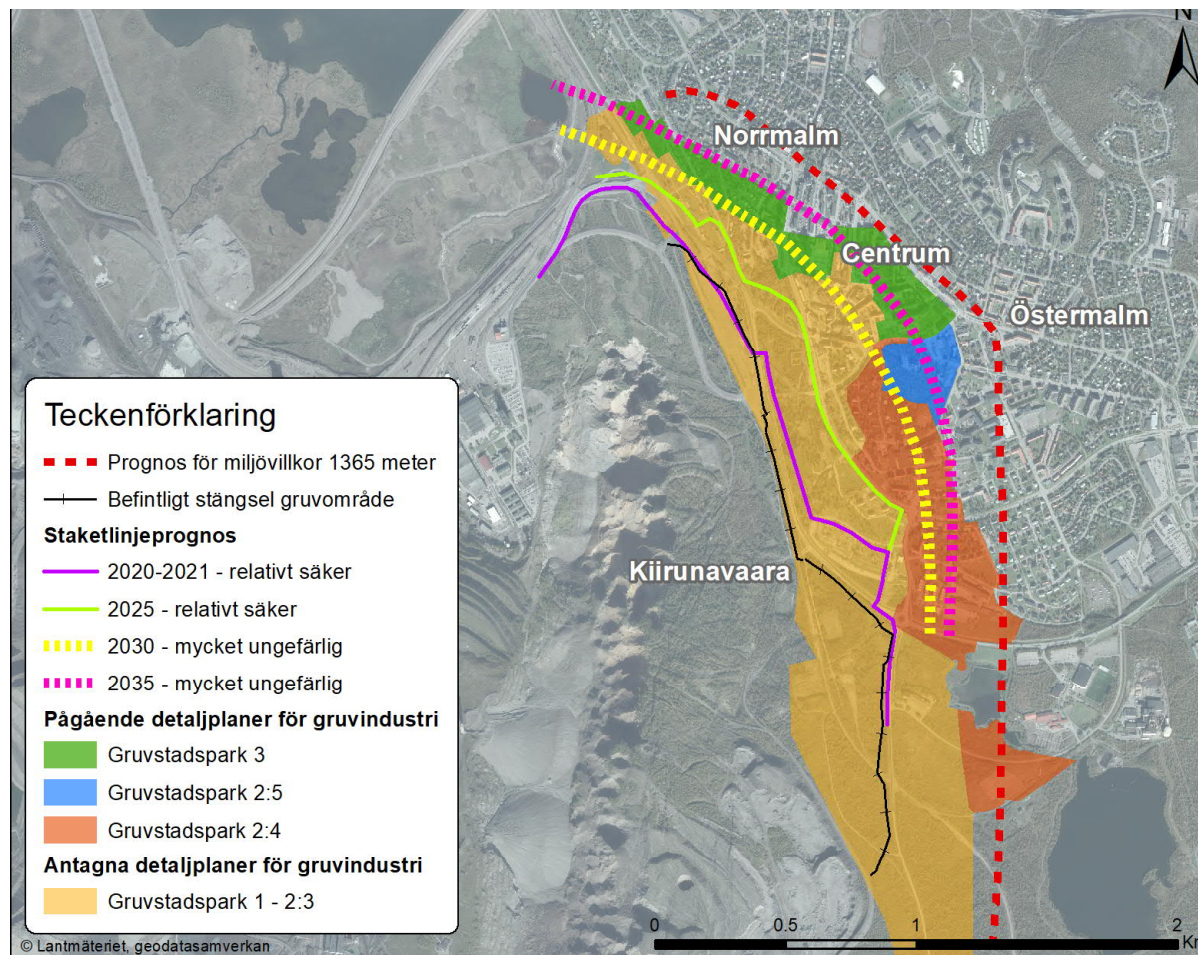 N
Norrmalm
Centrum
Östermalm
Kiirunavaara
Teckenförklaring
Prognos för miljövillkor 1365 meter
Befintligt stängsel gruvområde
Staketlinjeprognos
2020-2021 - relativt säker
2025 - relativt säker
2030 - mycket ungefärlig
2035 - mycket ungefärlig
Pågående detaljplaner för gruvindustri
Gruvstadspark 3
Gruvstadspark 2:5
Gruvstadspark 2:4
Antagna detaljplaner för gruvindustri
Gruvstadspark 1 - 2:3
0 0.5 1 2
Km
© Lantmäteriet, geodatasamverkan